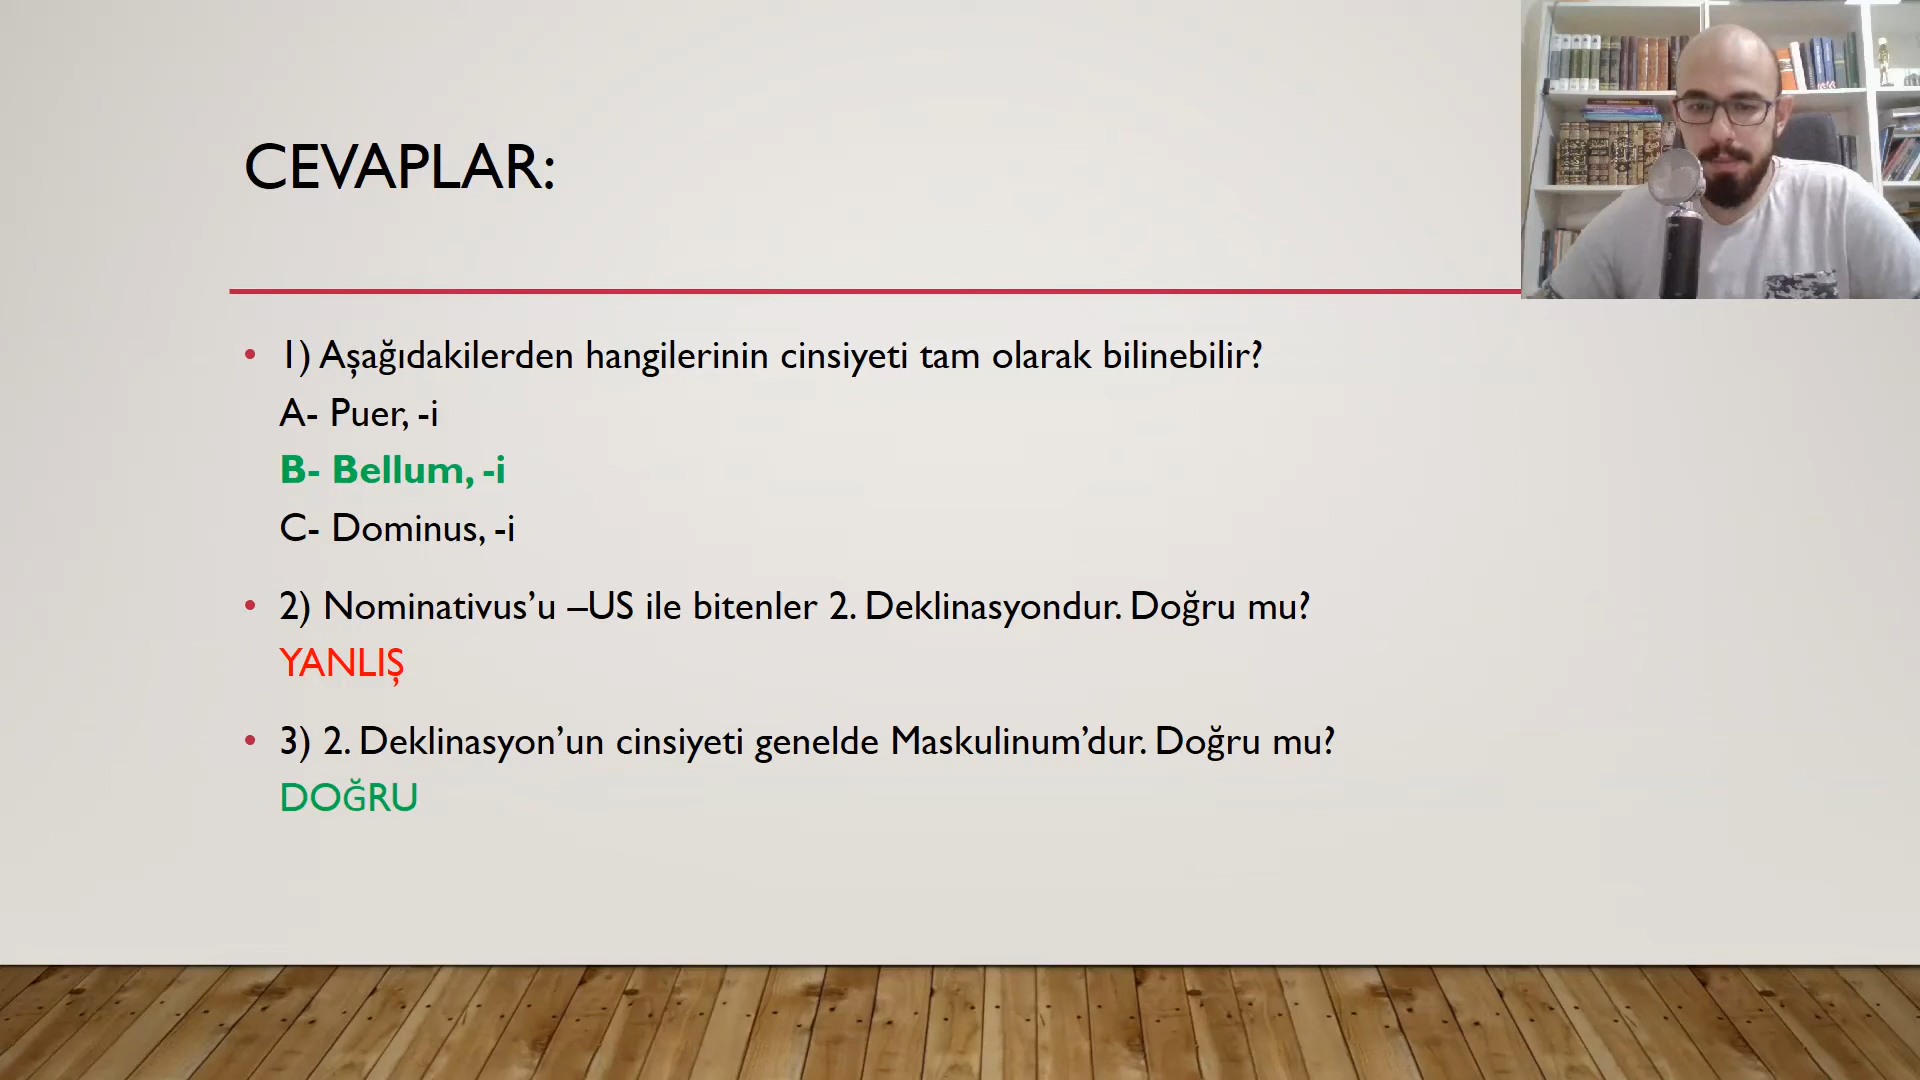 CEVAPLAR:
• 1) Aşağıdakilerden hangilerinin cinsiyeti tam olarak bilinebilir?
A- Puer, -i
B- Bellum, -i
C- Dominus, -i
• 2) Nominativus’u –US ile bitenler 2. Deklinasyondur. Doğru mu?
YANLIŞ
• 3) 2. Deklinasyon’un cinsiyeti genelde Maskulinum’dur. Doğru mu?
DOĞRU